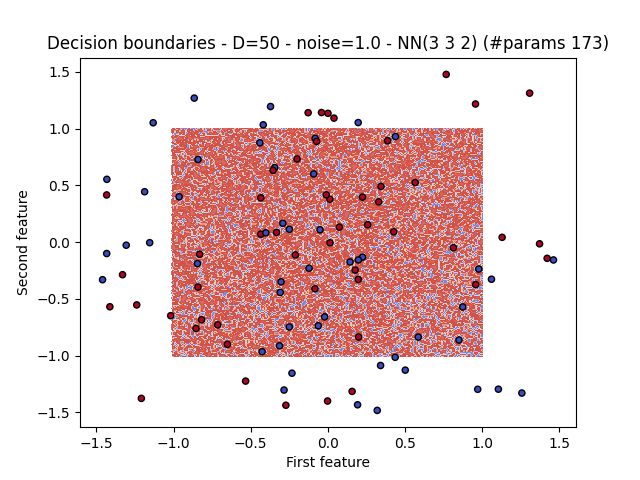 Decision boundaries - D=50 - noise=1.0 - NN(3 3 2) (#params 173)
1.5
1.0
0.5
0.0
−0.5
−1.0
−1.5
Second feature
−1.5 −1.0 −0.5 0.0 0.5 1.0 1.5
First feature